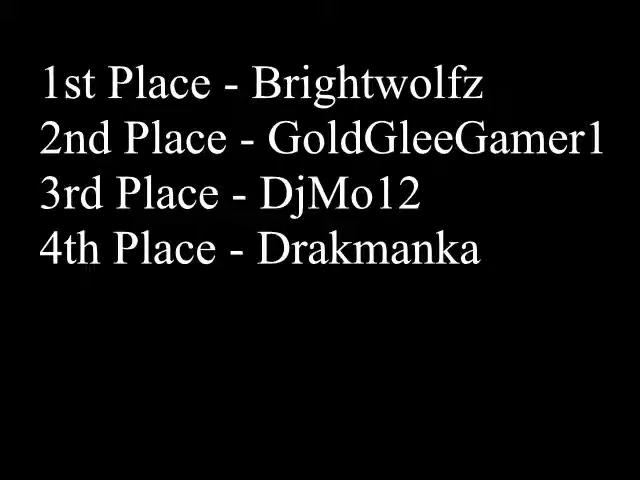 1st Place - Brightwolfz
2nd Place - GoldGleeGamer1
3rd Place - DjMo12
4th Place - Drakmanka